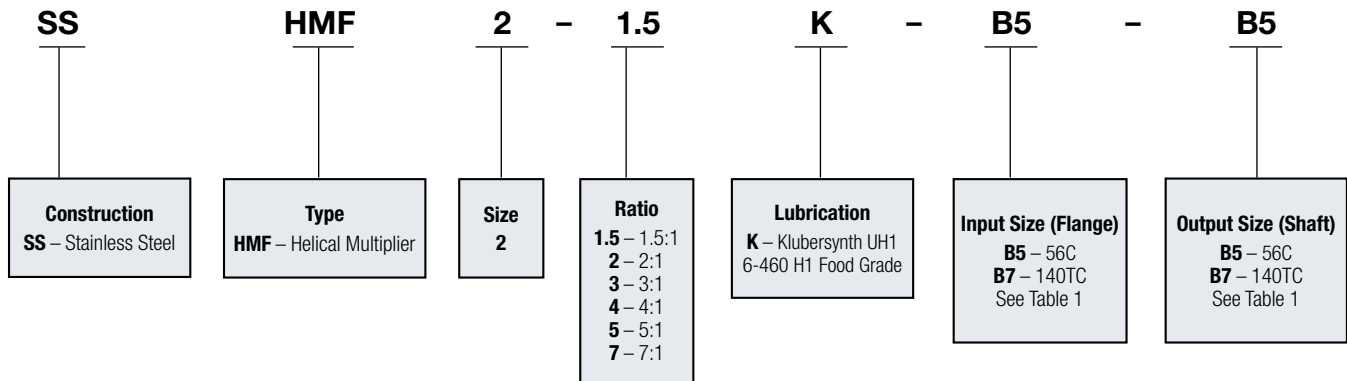 SS HMF 2 – 1.5 K – B5 – B5
Construction
SS – Stainless Steel
Type
HMF – Helical Multiplier
Size
2
Ratio
1.5 – 1.5:1
2 – 2:1
3 – 3:1
4 – 4:1
5 – 5:1
7 – 7:1
Lubrication
K – Klubersynth UH1
6-460 H1 Food Grade
Input Size (Flange)
B5 – 56C
B7 – 140TC
See Table 1
Output Size (Shaft)
B5 – 56C
B7 – 140TC
See Table 1